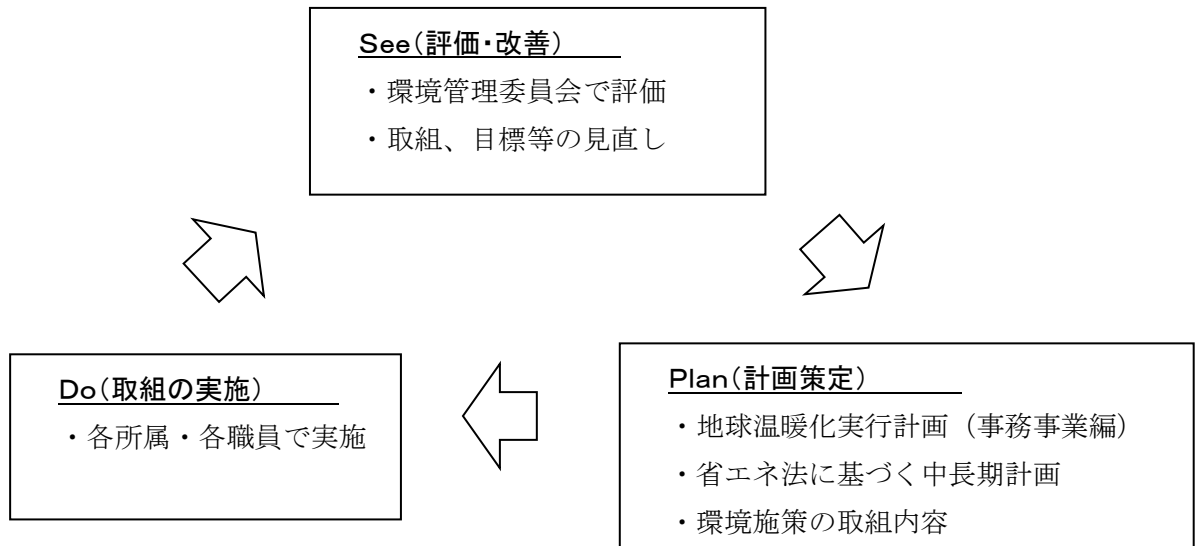 See(評価・改善)
・環境管理委員会で評価
・取組、目標等の見直し
Do(取組の実施)
・各所属・各職員で実施
Plan(計画策定)
・地球温暖化実行計画（事務事業編）
・省エネ法に基づく中長期計画
・環境施策の取組内容